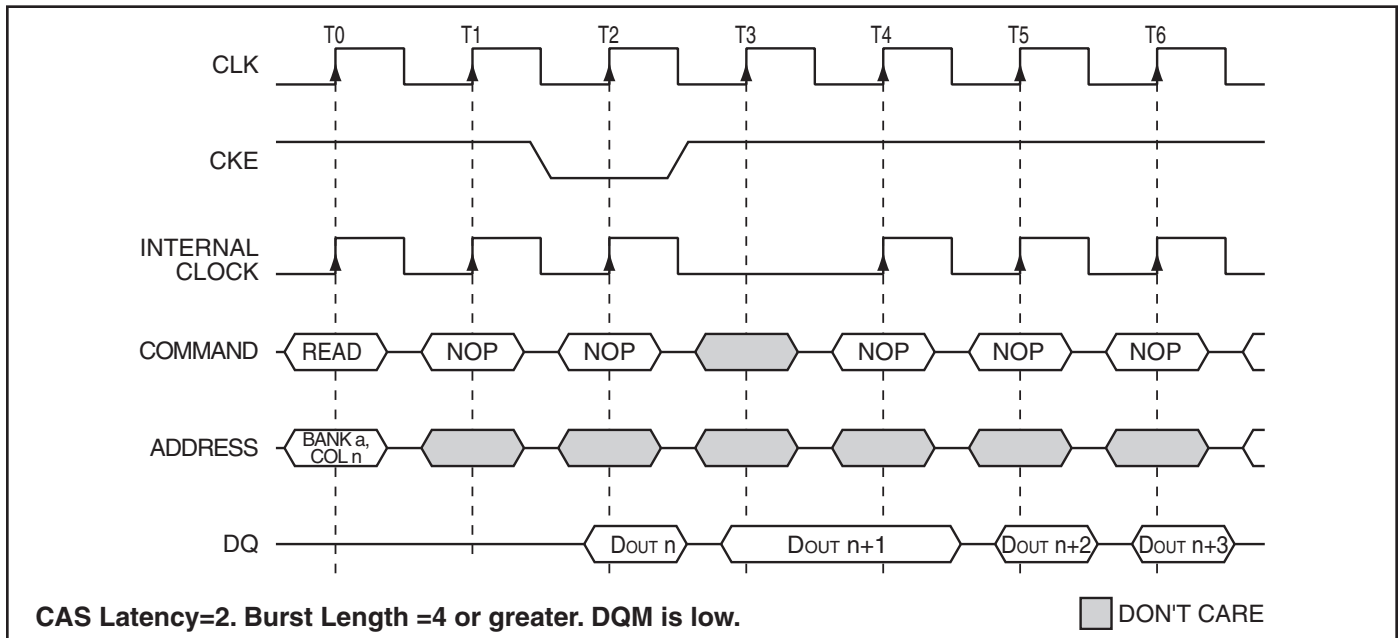 T0 T1 T2 T3 T4 T5 T6
CLK
CKE
INTERNAL
CLOCK
COMMAND READ NOP NOP NOP NOP NOP
ADDRESS BANK a,
COL n
DQ DOUT n DOUT n+1 DOUT n+2 DOUT n+3
CAS Latency=2. Burst Length =4 or greater. DQM is low. DON'T CARE